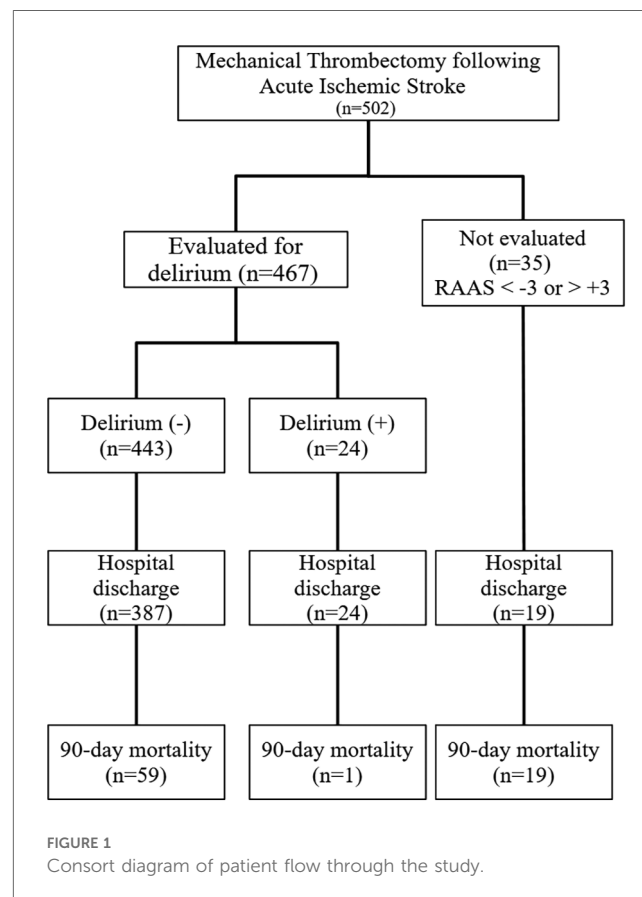 Mechanical Thrombectomy following
Acute Ischemic Stroke
(n=502)
Evaluated for
delirium (n=467)
Not evaluated
(n=35)
RAAS < -3 or > +3
Delirium (-)
(n=443)
Delirium (+)
(n=24)
Hospital
discharge
(n=387)
Hospital
discharge
(n=24)
Hospital
discharge
(n=19)
90-day mortality
(n=59)
90-day mortality
(n=1)
90-day mortality
(n=19)
FIGURE 1
Consort diagram of patient flow through the study.